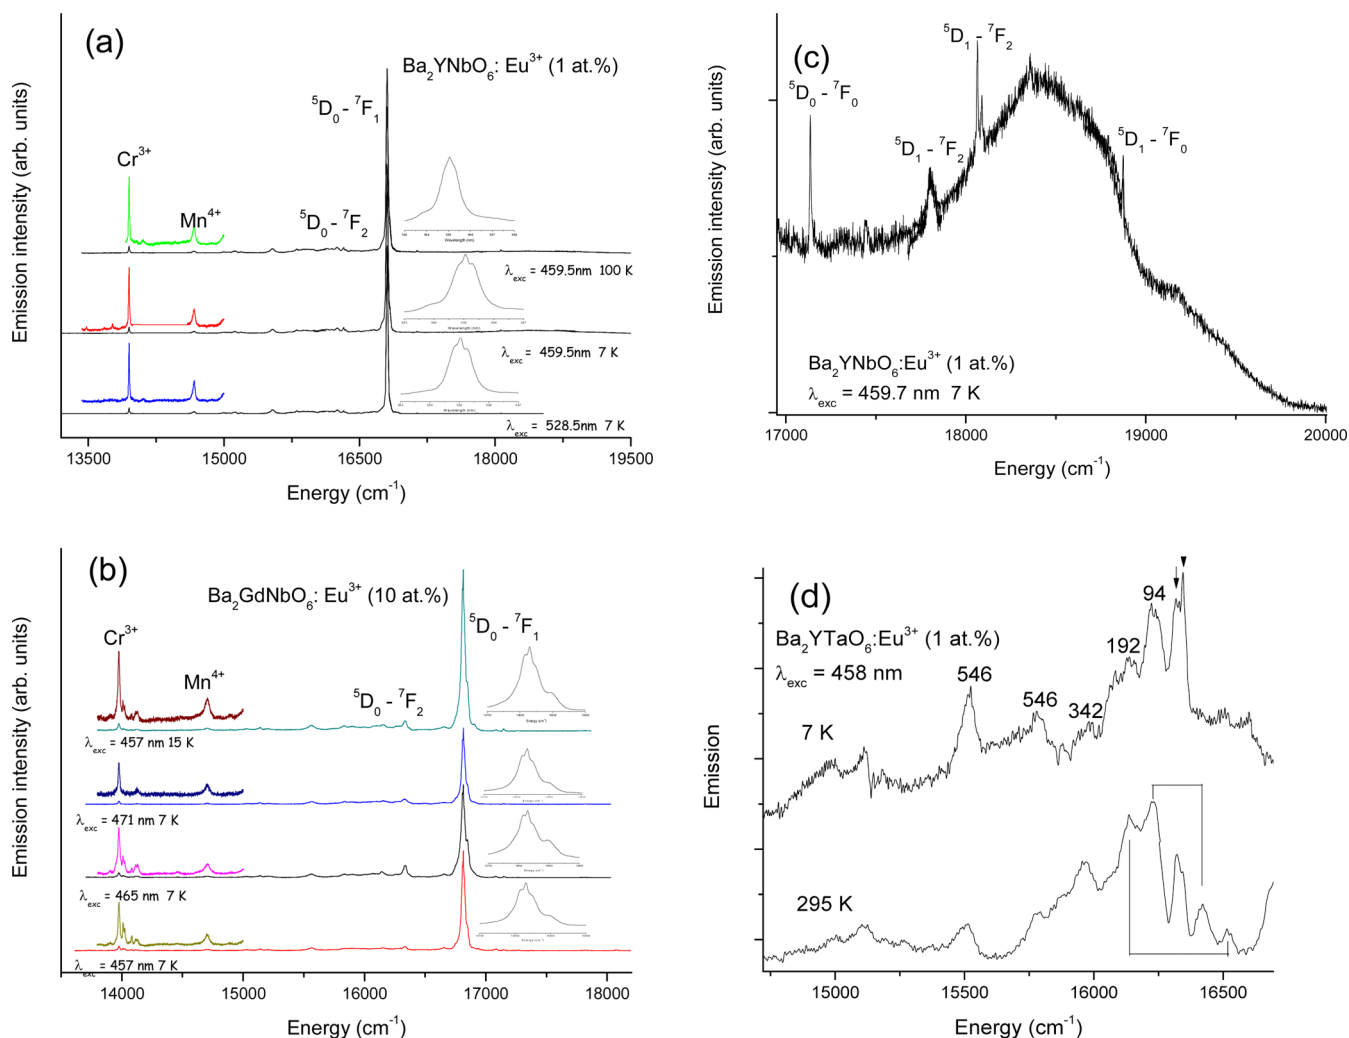 (a)
Ba₂YNbO₆: Eu³⁺ (1 at.%)
⁵D₀ - ⁷F₁
Cr³⁺
Mn⁴⁺
⁵D₀ - ⁷F₂
Wavelength (nm)
λexc = 459.5nm 100 K
Wavelength (nm)
λexc = 459.5nm 7 K
Wavelength (nm)
λexc = 528.5nm 7 K
Emission intensity (arb. units)
13500 15000 16500 18000 19500
Energy (cm⁻¹)
(c)
⁵D₁ - ⁷F₂
⁵D₀ - ⁷F₀
⁵D₁ - ⁷F₂
⁵D₁ - ⁷F₀
Ba₂YNbO₆:Eu³⁺ (1 at.%)
λexc = 459.7 nm 7 K
Emission intensity (arb. units)
17000 18000 19000 20000
Energy (cm⁻¹)
(b)
Ba₂GdNbO₆: Eu³⁺ (10 at.%)
Cr³⁺
⁵D₀ - ⁷F₁
Mn⁴⁺
⁵D₀ - ⁷F₂
λexc = 457 nm 15 K
λexc = 471 nm 7 K
λexc = 465 nm 7 K
λexc = 457 nm 7 K
Emission intensity (arb. units)
14000 15000 16000 17000 18000
Energy (cm⁻¹)
(d)
Ba₂YTaO₆:Eu³⁺ (1 at.%)
λexc = 458 nm
94
192
546
546
342
7 K
295 K
Emission
15000 15500 16000 16500
Energy (cm⁻¹)